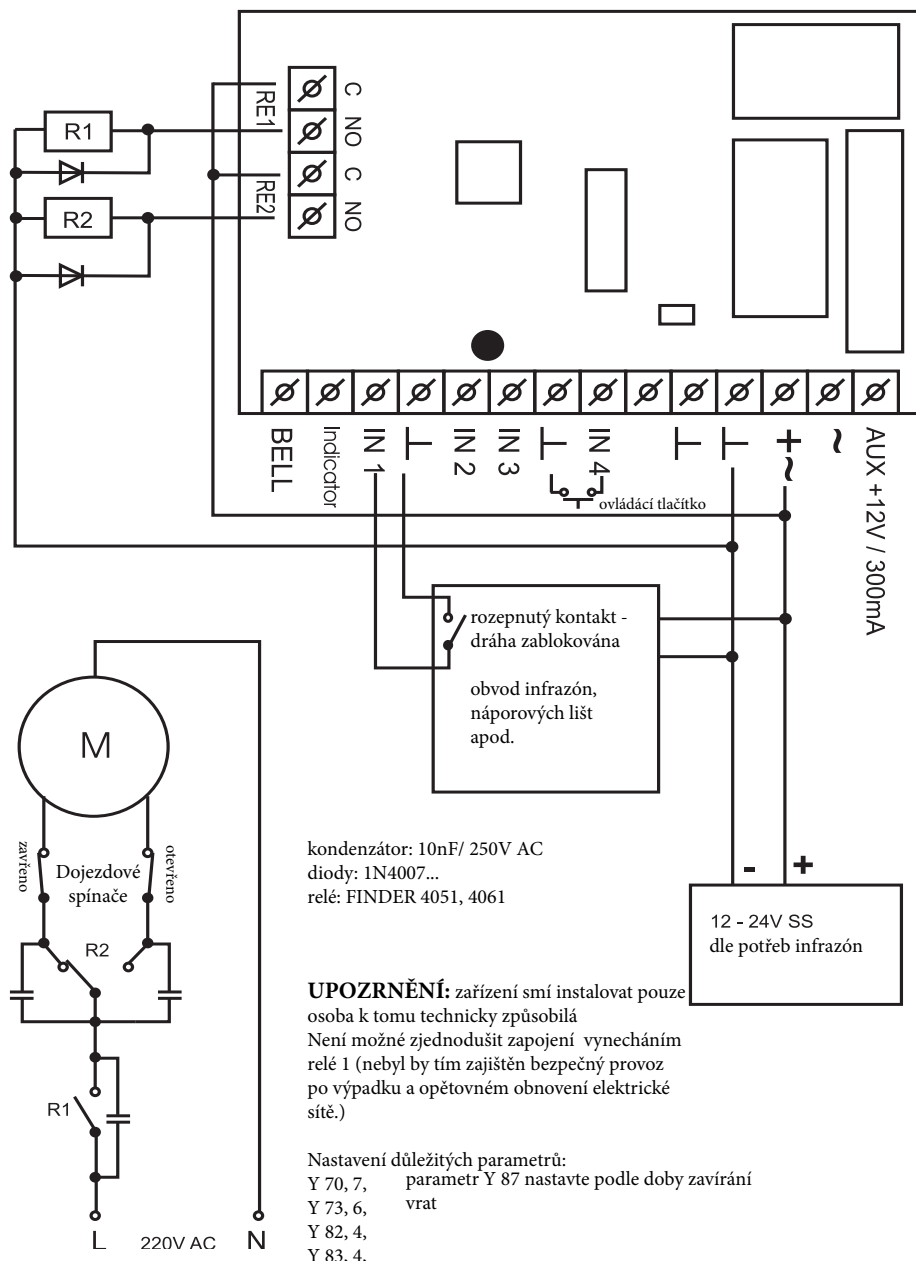 C
NO
C
NO
RE1
RE2
R1
R2
BELL
Indicator
IN 1
IN 2
IN 3
IN 4
+
~
~
AUX +12V / 300mA
ovládácí tlačítko
rozepnutý kontakt -
dráha zablokována
obvod infrazón,
náporových lišt
apod.
M
zavřeno
Dojezdové
spínače
otevřeno
R2
R1
L
220V AC
N
kondenzátor: 10nF/ 250V AC
diody: 1N4007...
relé: FINDER 4051, 4061
-
+
12 - 24V SS
dle potřeb infrazón
UPOZRNĚNÍ: zařízení smí instalovat pouze
osoba k tomu technicky způsobilá
Není možné zjednodušit zapojení vynecháním
relé 1 (nebyl by tím zajištěn bezpečný provoz
po výpadku a opětovném obnovení elektrické
sítě.)
Nastavení důležitých parametrů:
Y 70, 7,
Y 73, 6,
Y 82, 4,
Y 83, 4,
parametr Y 87 nastavte podle doby zavírání
vrat